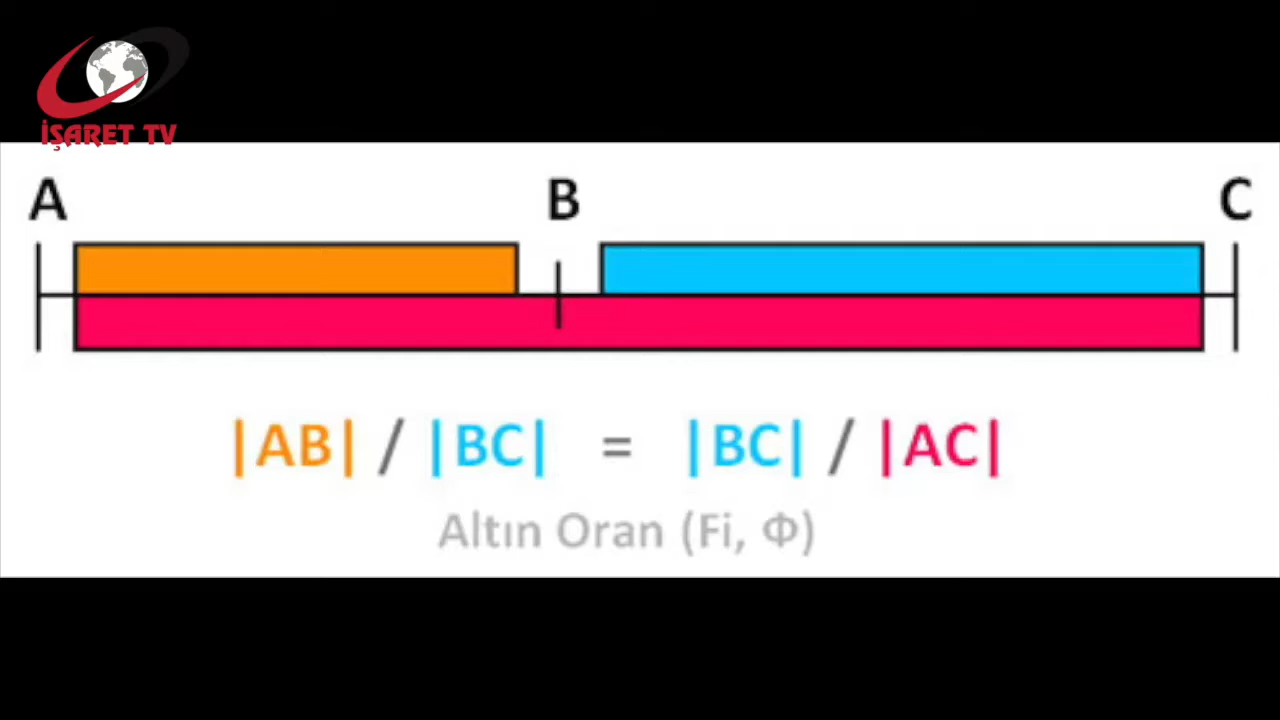 İŞARET TV
A B C
|AB| / |BC| = |BC| / |AC|
Altın Oran (Fi, Φ)